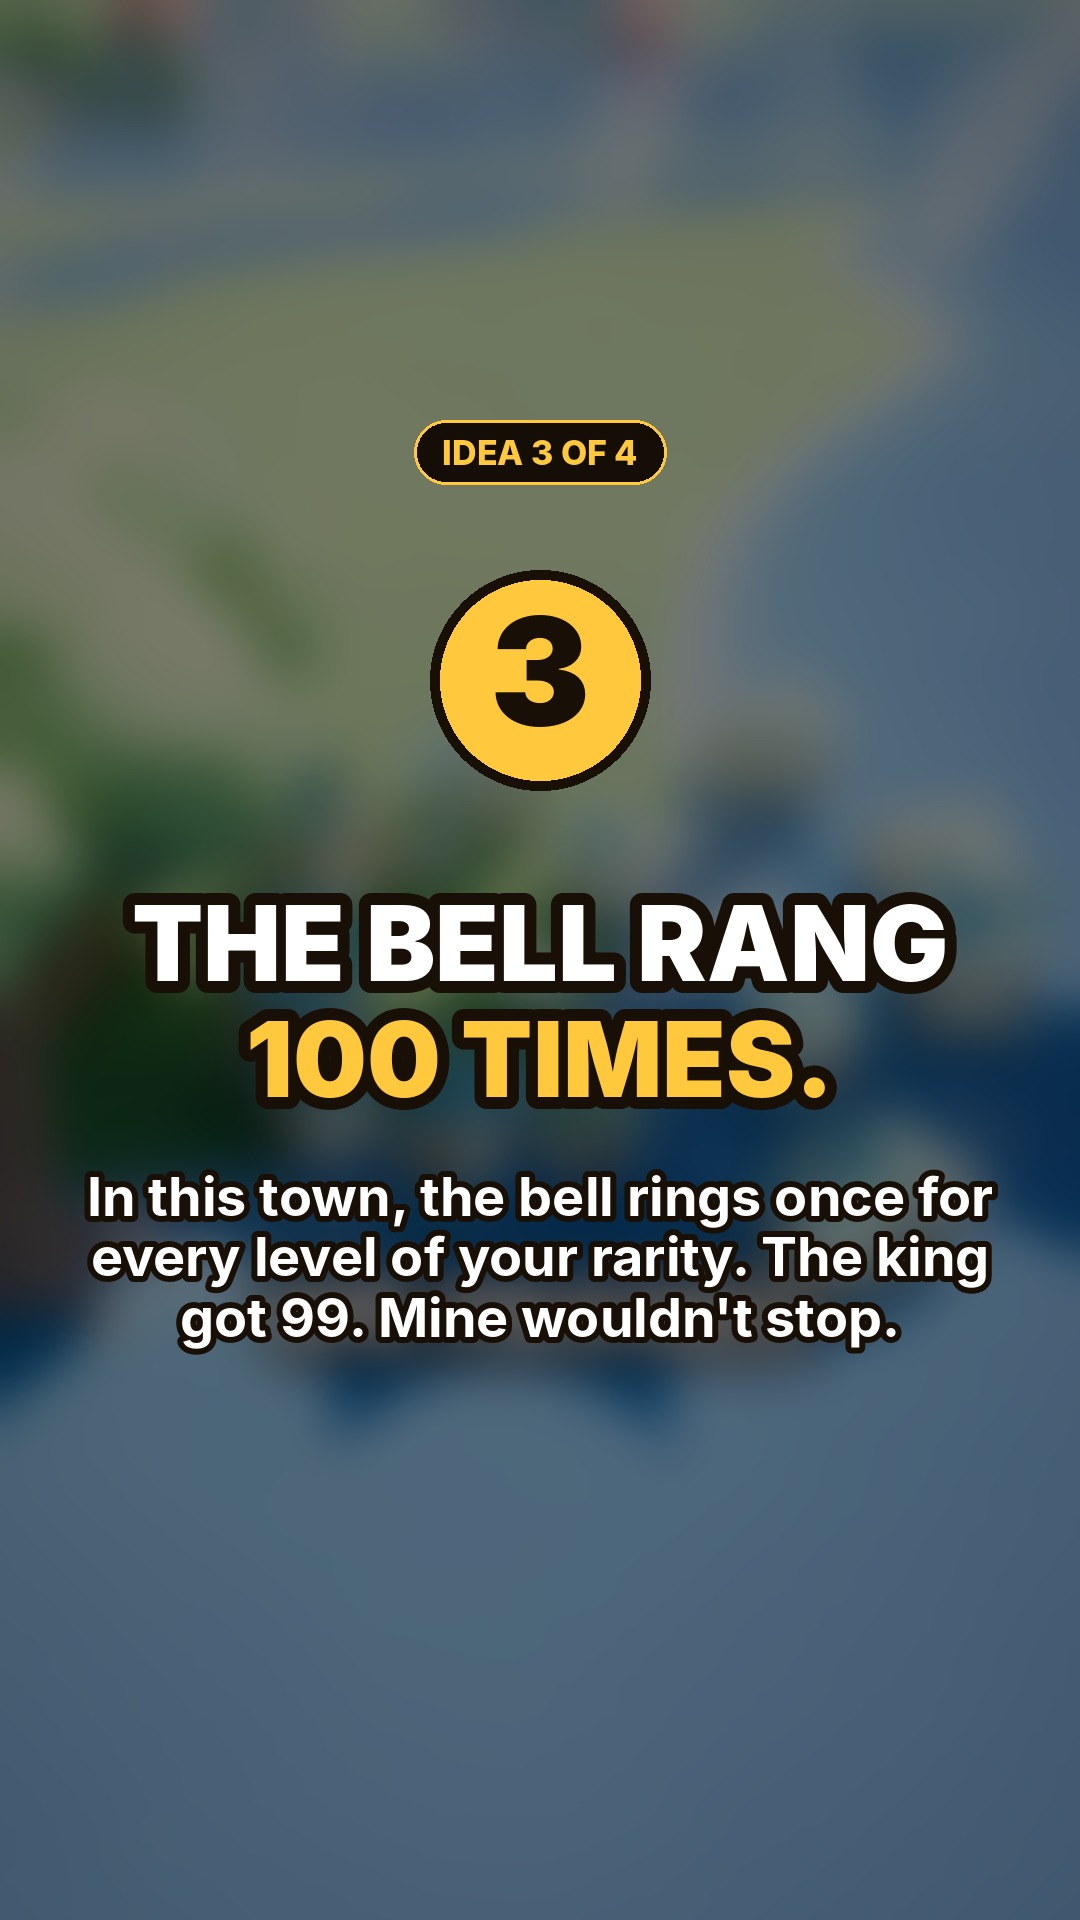 IDEA 3 OF 4
3
THE BELL RANG
100 TIMES.
In this town, the bell rings once for
every level of your rarity. The king
got 99. Mine wouldn't stop.